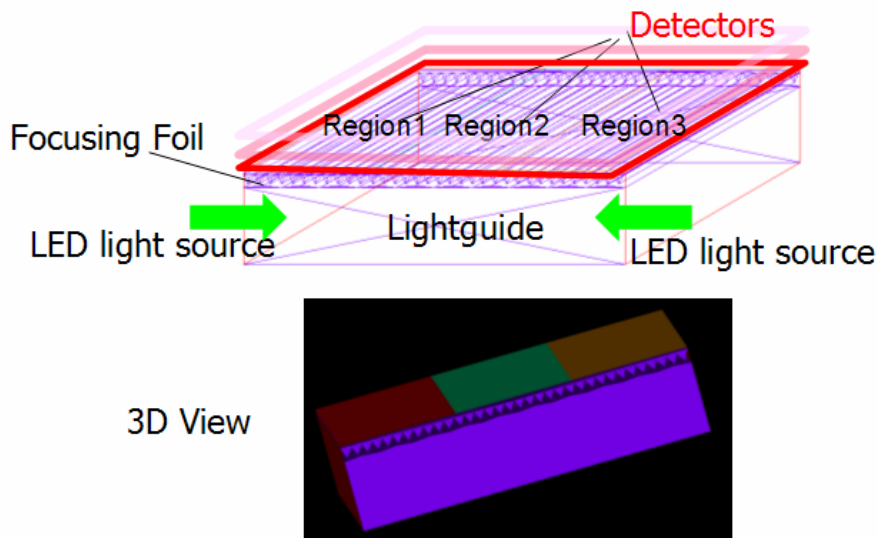 Detectors
Region1 Region2 Region3
Focusing Foil
Lightguide
LED light source
LED light source
3D View